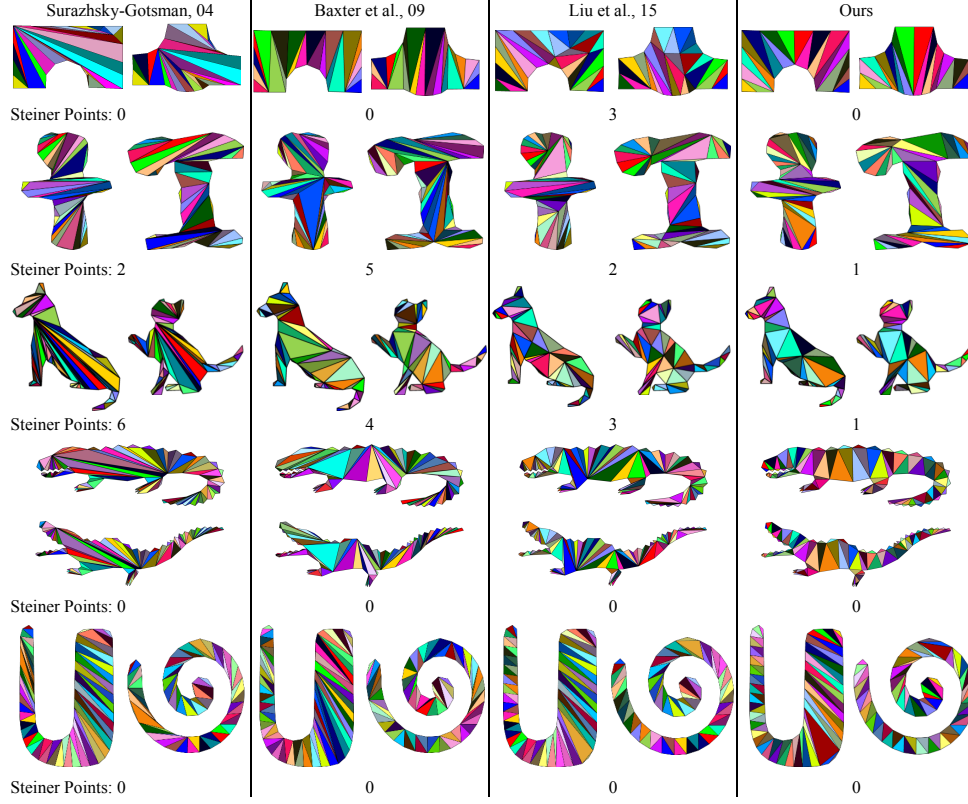 Surazhsky-Gotsman, 04 Baxter et al., 09 Liu et al., 15 Ours
Steiner Points: 0 0 3 0
Steiner Points: 2 5 2 1
Steiner Points: 6 4 3 1
Steiner Points: 0 0 0 0
Steiner Points: 0 0 0 0